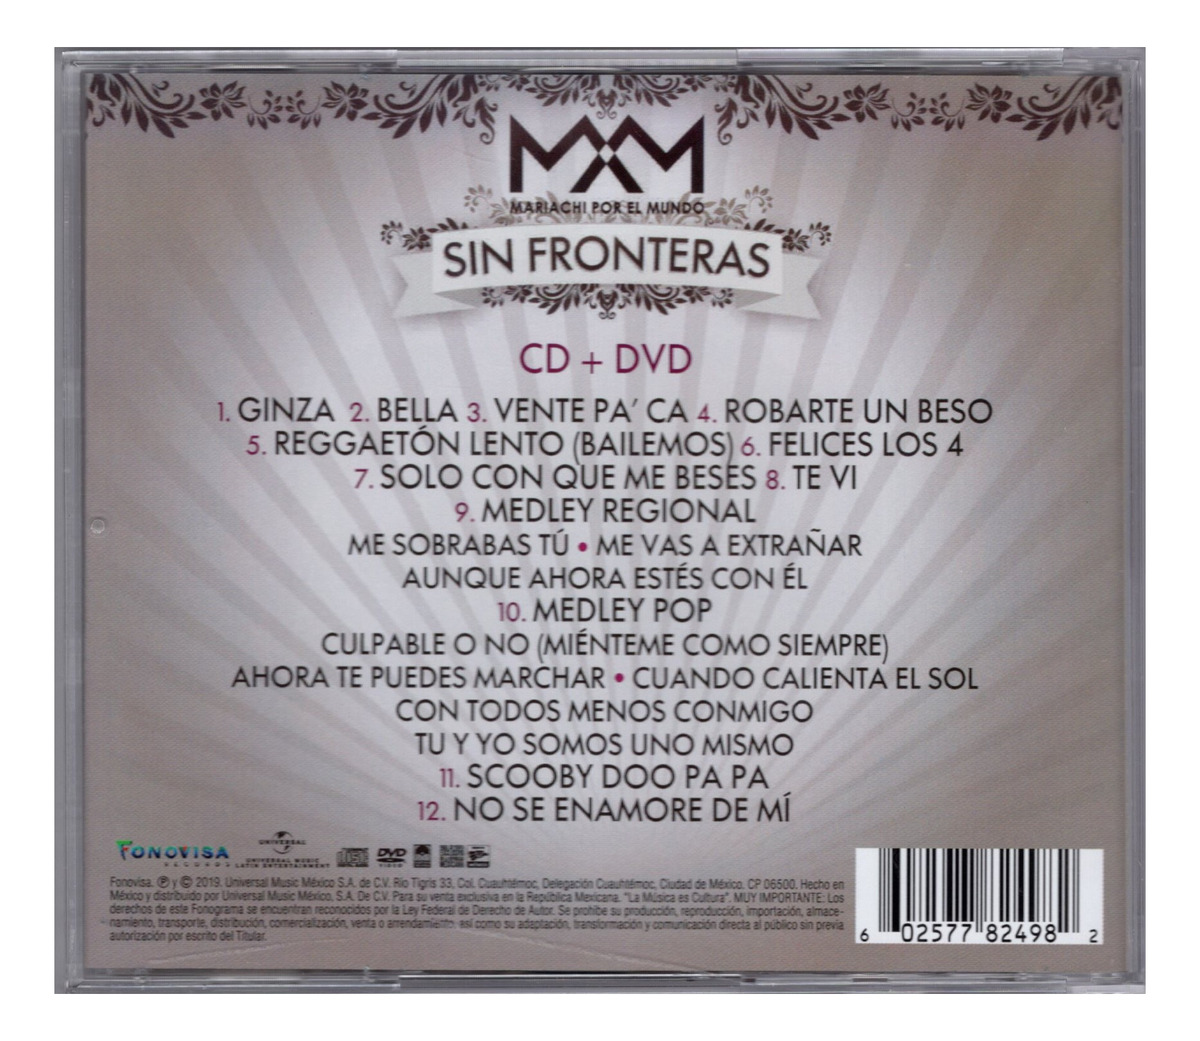 MXM
MARIACHI POR EL MUNDO
SIN FRONTERAS
CD + DVD
1. GINZA 2. BELLA 3. VENTE PA' CA 4. ROBARTE UN BESO
5. REGGAETÓN LENTO (BAILEMOS) 6. FELICES LOS 4
7. SOLO CON QUE ME BESES 8. TE VI
9. MEDLEY REGIONAL
ME SOBRABAS TÚ • ME VAS A EXTRAÑAR
AUNQUE AHORA ESTÉS CON ÉL
10. MEDLEY POP
CULPABLE O NO (MIÉNTEME COMO SIEMPRE)
AHORA TE PUEDES MARCHAR • CUANDO CALIENTA EL SOL
CON TODOS MENOS CONMIGO
TU Y YO SOMOS UNO MISMO
11. SCOOBY DOO PA PA
12. NO SE ENAMORE DE MÍ
FONOVISA
RECORDS
UNIVERSAL
UNIVERSAL MUSIC
LATIN ENTERTAINMENT
DVD
VIDEO
Fonovisa. ℗ y © 2019. Universal Music México S.A. de C.V. Río Tigris 33, Col. Cuauhtémoc, Delegación Cuauhtémoc, Ciudad de México. CP 06500. Hecho en
México y distribuido por Universal Music México, S.A. De C.V. Para su venta exclusiva en la República Mexicana. "La Música es Cultura". MUY IMPORTANTE: Los
derechos de este Fonograma se encuentran reconocidos por la Ley Federal de Derecho de Autor. Se prohíbe su producción, reproducción, importación, almace-
namiento, transporte, distribución, comercialización, venta o arrendamiento así como su adaptación, transformación y comunicación directa al público sin previa
autorización por escrito del Titular.
6 02577 82498 2